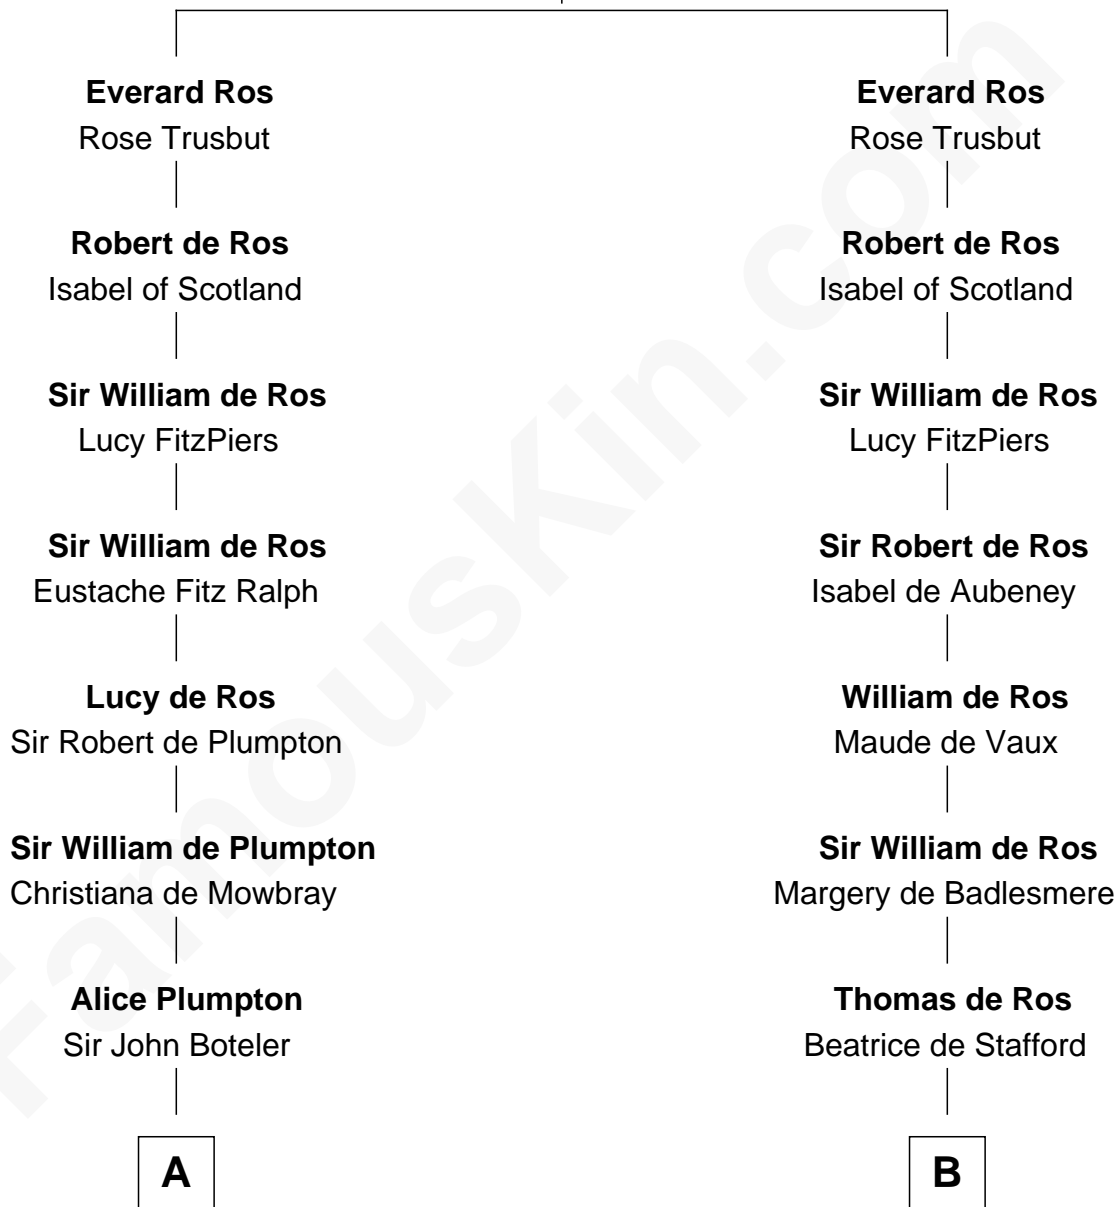 Everard Ros
Rose Trusbut
Robert de Ros
Isabel of Scotland
Sir William de Ros
Lucy FitzPiers
Sir William de Ros
Eustache Fitz Ralph
Lucy de Ros
Sir Robert de Plumpton
Sir William de Plumpton
Christiana de Mowbray
Alice Plumpton
Sir John Boteler
A
Everard Ros
Rose Trusbut
Robert de Ros
Isabel of Scotland
Sir William de Ros
Lucy FitzPiers
Sir Robert de Ros
Isabel de Aubeney
William de Ros
Maude de Vaux
Sir William de Ros
Margery de Badlesmere
Thomas de Ros
Beatrice de Stafford
B
FamousKin.com